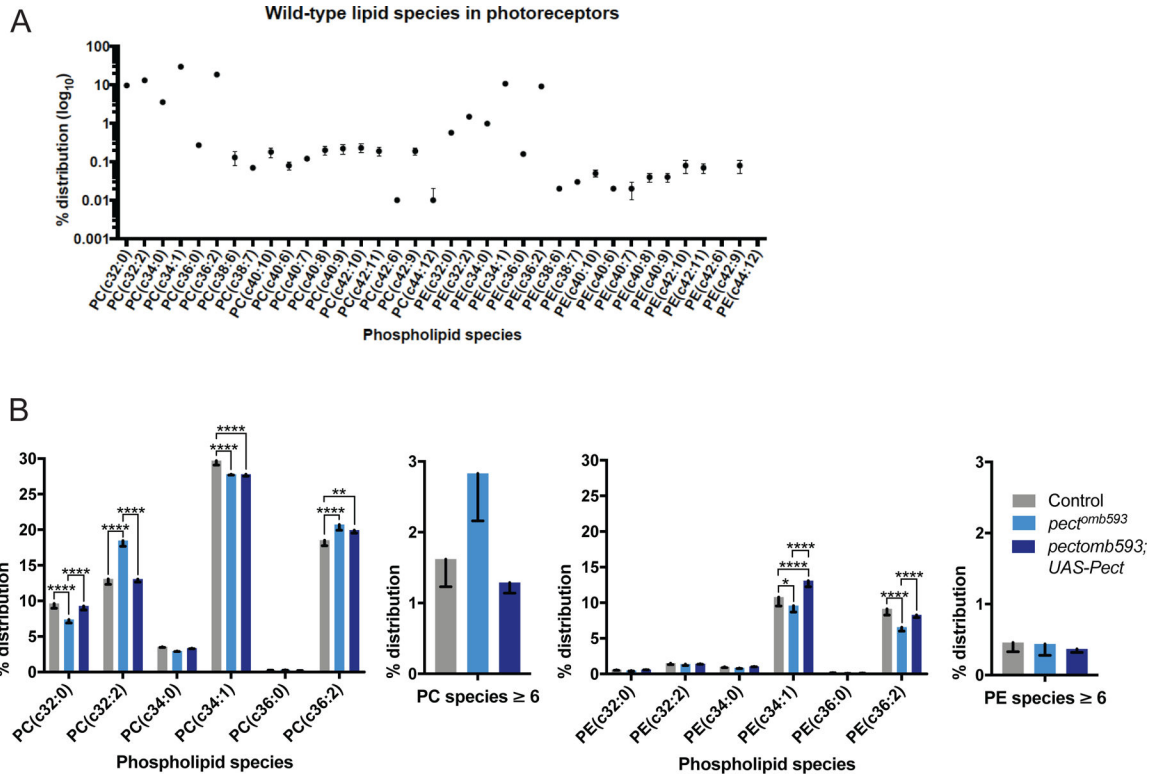 A
Wild-type lipid species in photoreceptors
% distribution (log10)
100
10
1
0.1
0.01
0.001
PC(c32:0)
PC(c32:2)
PC(c34:0)
PC(c34:1)
PC(c36:0)
PC(c36:2)
PC(c38:6)
PC(c38:7)
PC(c40:10)
PC(c40:6)
PC(c40:7)
PC(c40:8)
PC(c40:9)
PC(c42:10)
PC(c42:11)
PC(c42:6)
PC(c42:9)
PC(c44:12)
PE(c32:0)
PE(c32:2)
PE(c34:0)
PE(c34:1)
PE(c36:0)
PE(c36:2)
PE(c38:6)
PE(c38:7)
PE(c40:10)
PE(c40:6)
PE(c40:7)
PE(c40:8)
PE(c40:9)
PE(c42:10)
PE(c42:11)
PE(c42:6)
PE(c42:9)
PE(c44:12)
Phospholipid species
B
% distribution
30
25
20
15
10
5
0
****
****
****
****
****
****
****
**
****
PC(c32:0)
PC(c32:2)
PC(c34:0)
PC(c34:1)
PC(c36:0)
PC(c36:2)
Phospholipid species
% distribution
3
2
1
0
PC species ≥ 6
% distribution
30
25
20
15
10
5
0
****
****
*
****
****
PE(c32:0)
PE(c32:2)
PE(c34:0)
PE(c34:1)
PE(c36:0)
PE(c36:2)
Phospholipid species
% distribution
3
2
1
0
PE species ≥ 6
Control
pect^omb593
pectomb593;
UAS-Pect